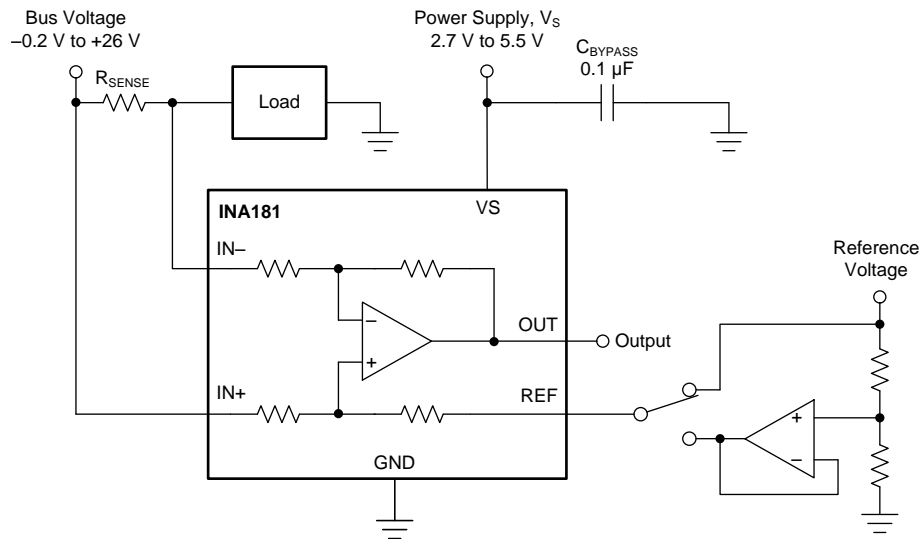 Bus Voltage
–0.2 V to +26 V
RSENSE
Load
Power Supply, VS
2.7 V to 5.5 V
CBYPASS
0.1 µF
INA181
VS
IN–
–
+
OUT
Output
IN+
REF
GND
Reference
Voltage
+
–